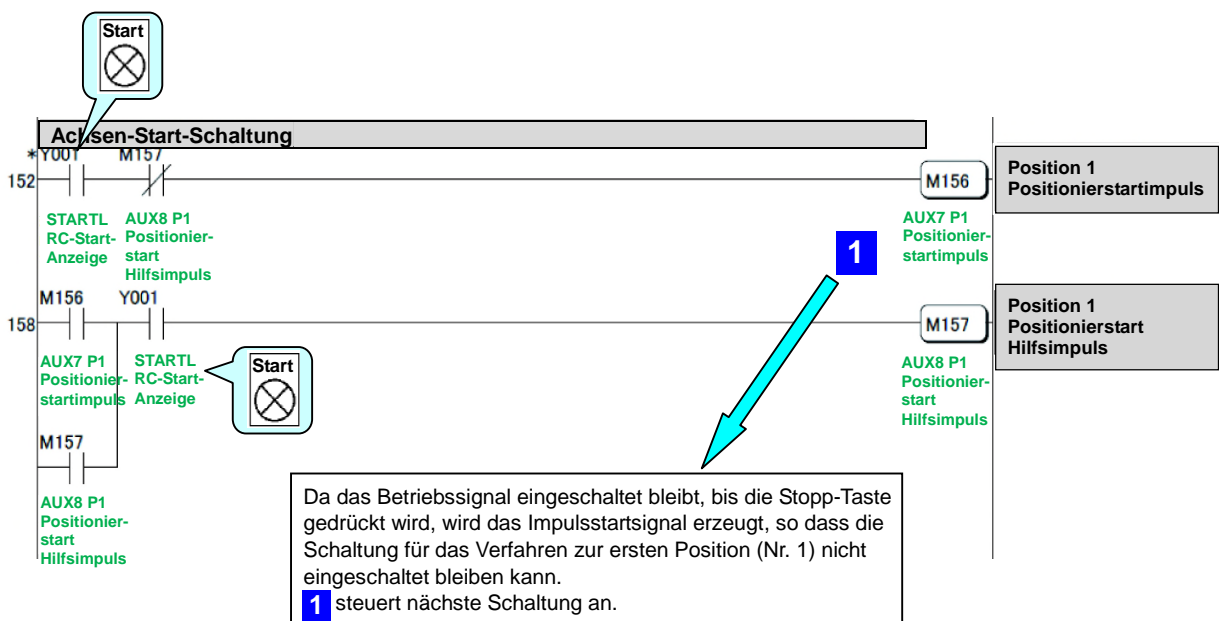 Start
Achsen-Start-Schaltung
*Y001 M157
152
M156
Position 1
Positionierstartimpuls
STARTL
RC-Start-
Anzeige
AUX8 P1
Positionier-
start
Hilfsimpuls
AUX7 P1
Positionier-
startimpuls
1
M156 Y001
158
M157
Position 1
Positionierstart
Hilfsimpuls
AUX7 P1
Positionier-
startimpuls
STARTL
RC-Start-
Anzeige
Start
AUX8 P1
Positionier-
start
Hilfsimpuls
M157
AUX8 P1
Positionier-
start
Hilfsimpuls
Da das Betriebssignal eingeschaltet bleibt, bis die Stopp-Taste
gedrückt wird, wird das Impulsstartsignal erzeugt, so dass die
Schaltung für das Verfahren zur ersten Position (Nr. 1) nicht
eingeschaltet bleiben kann.
1 steuert nächste Schaltung an.